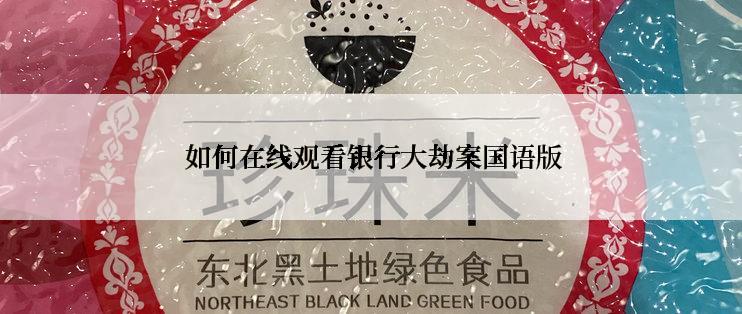 如何在线观看银行大劫案国语版
珍珠米
东北黑土地绿色食品
NORTHEAST BLACK LAND GREEN FOOD